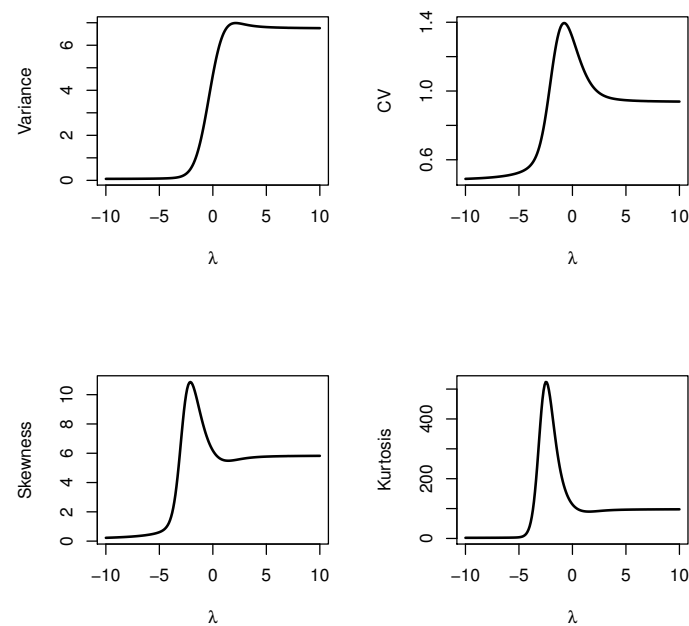 Variance
0 2 4 6
−10 −5 0 5 10
λ
CV
0.6 1.0 1.4
−10 −5 0 5 10
λ
Skewness
0 2 4 6 8 10
−10 −5 0 5 10
λ
Kurtosis
0 200 400
−10 −5 0 5 10
λ